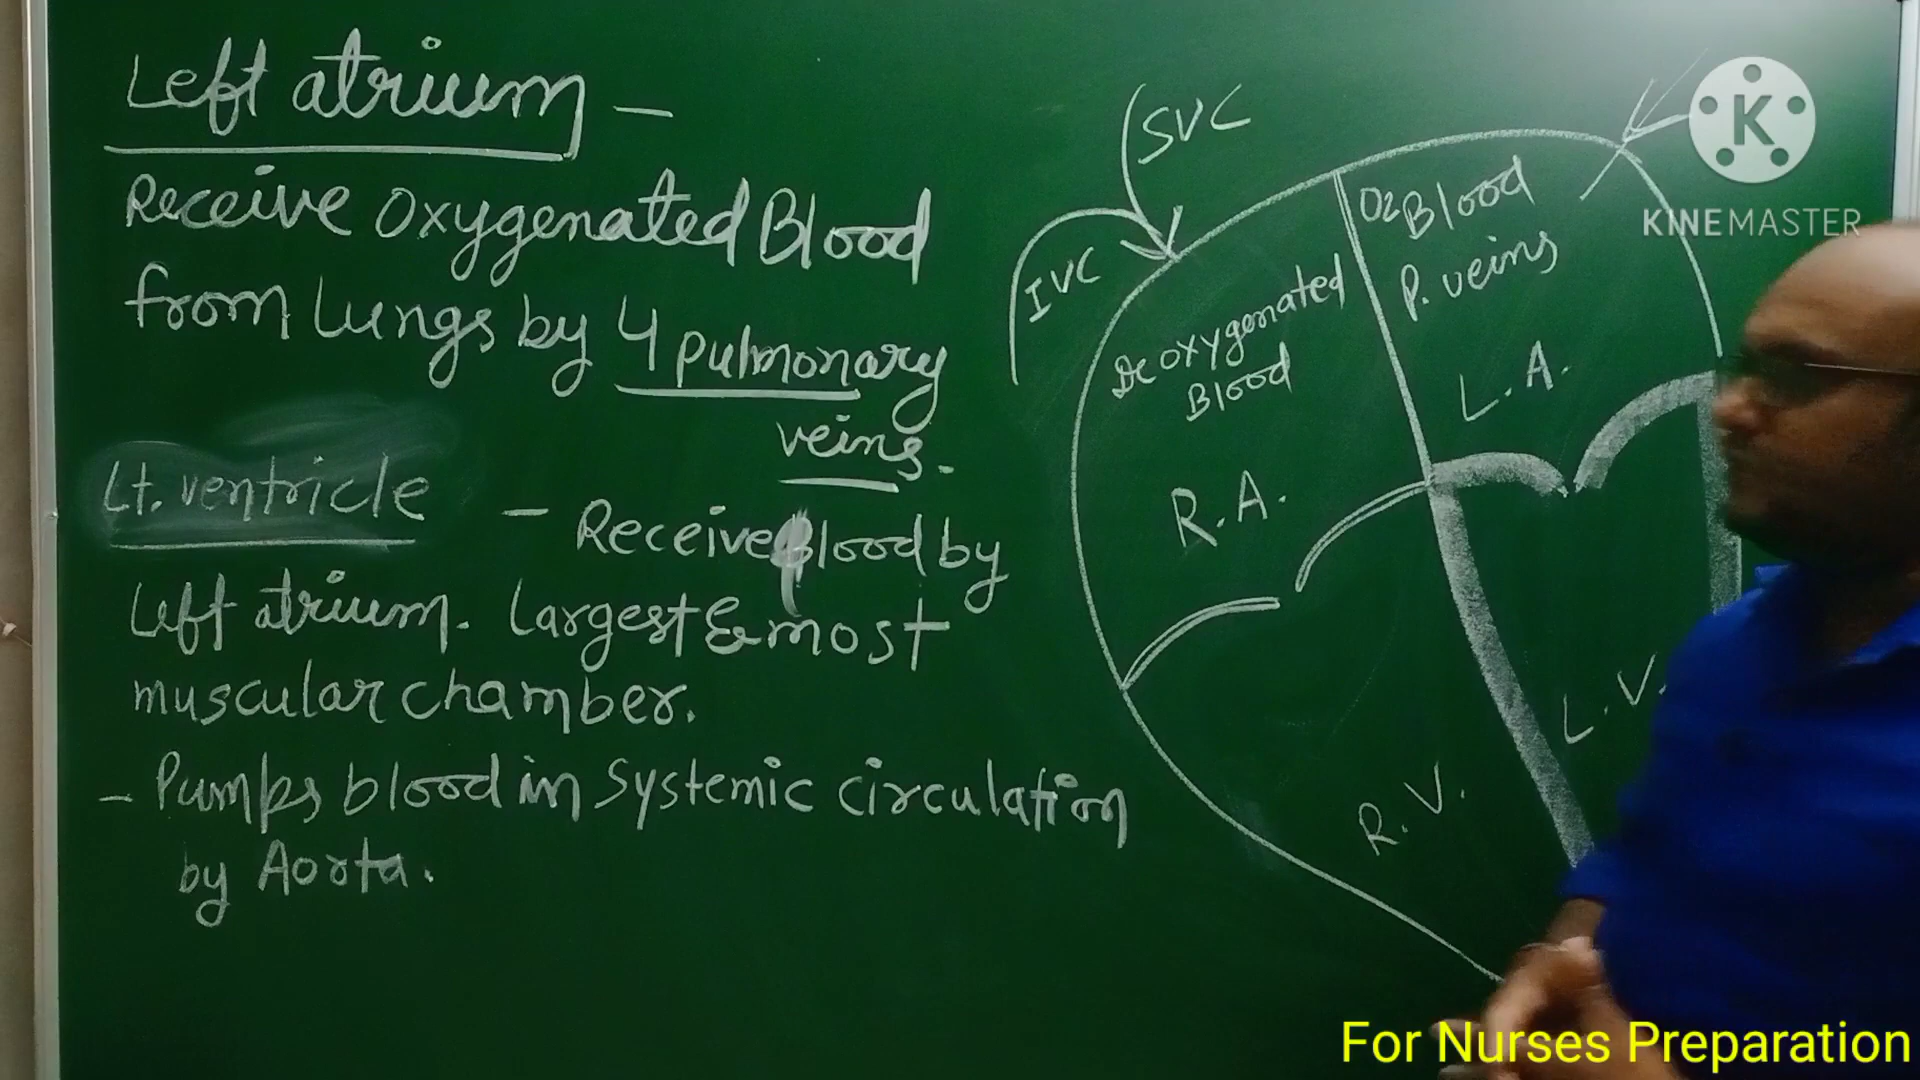 Left atrium -
Receive oxygenated Blood
from Lungs by 4 pulmonary
veins.
Lt. ventricle - Receive Blood by
Left atrium. Largest & most
muscular chamber.
- Pumps blood in Systemic circulation
by Aorta.
SVC
IVC
O2 Blood
P. veins
Deoxygenated
Blood
L.A.
R.A.
L.V.
R.V.
K
KINEMASTER
For Nurses Preparation